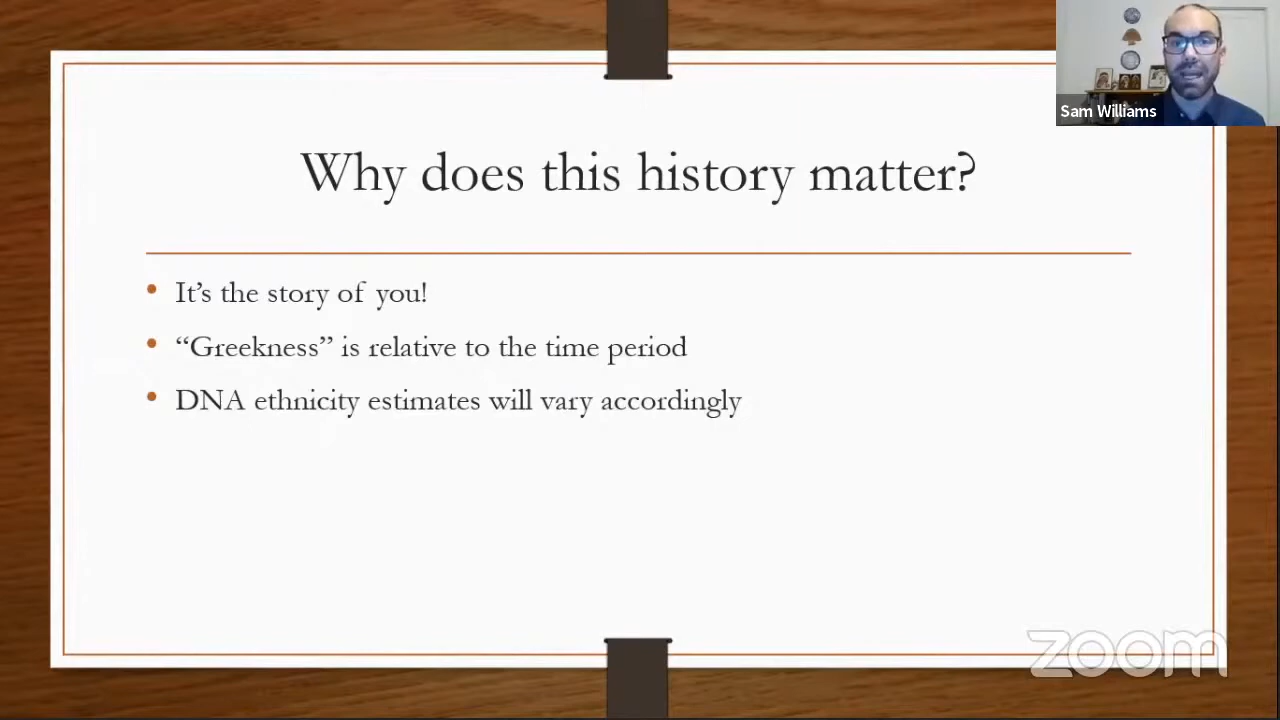 Sam Williams
Why does this history matter?
• It’s the story of you!
• “Greekness” is relative to the time period
• DNA ethnicity estimates will vary accordingly
zoom